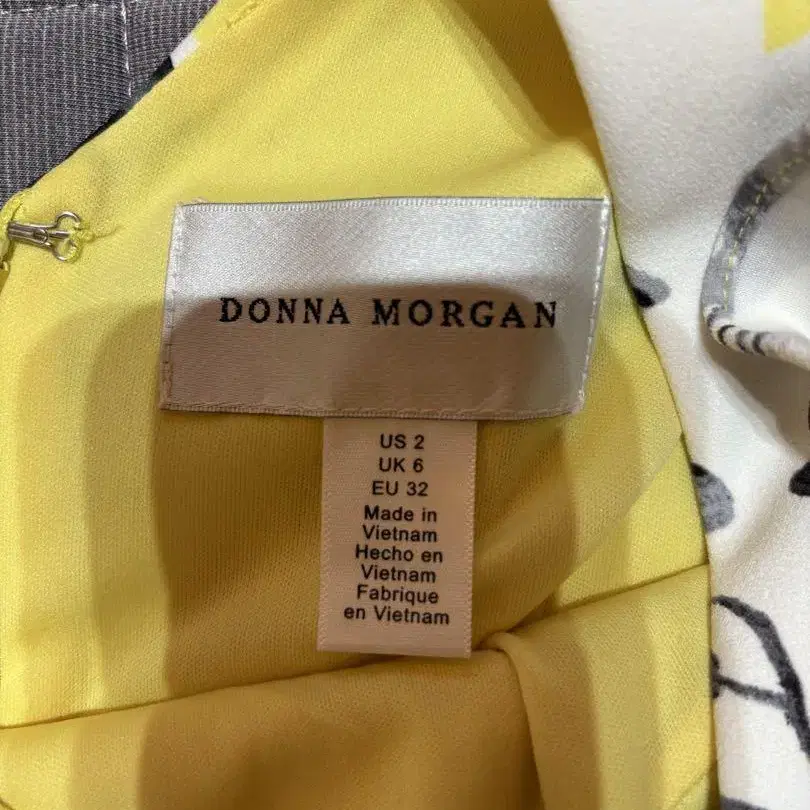 DONNA MORGAN
US 2
UK 6
EU 32
Made in
Vietnam
Hecho en
Vietnam
Fabrique
en Vietnam